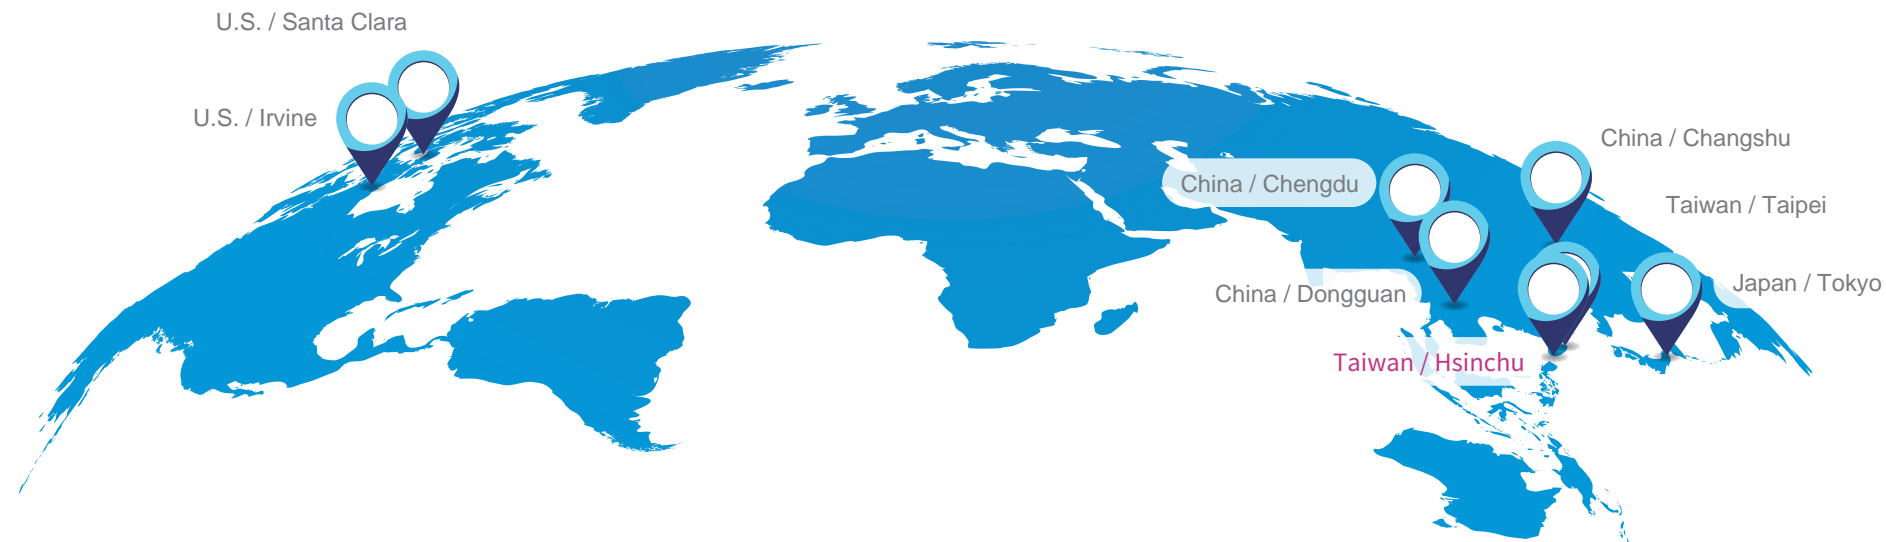 U.S. / Santa Clara
U.S. / Irvine
China / Changshu
China / Chengdu
Taiwan / Taipei
Japan / Tokyo
China / Dongguan
Taiwan / Hsinchu